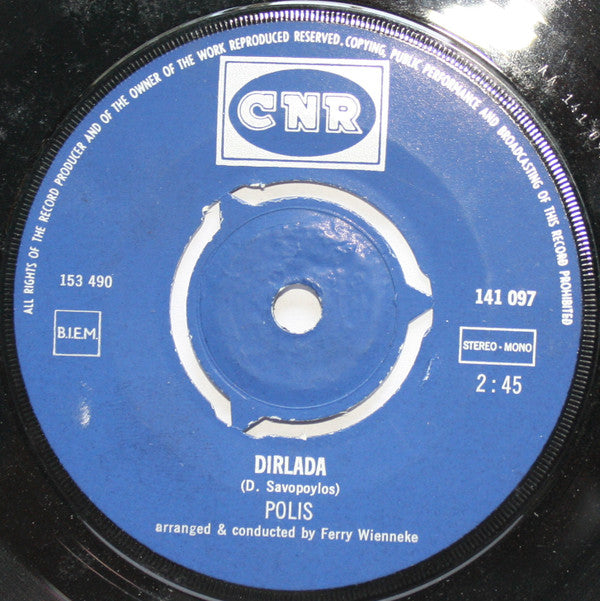 ALL RIGHTS OF THE RECORD PRODUCER AND OF THE OWNER OF THE WORK REPRODUCED RESERVED. COPYING, PUBLIC PERFORMANCE AND BROADCASTING OF THIS RECORD PROHIBITED
CNR
153 490
141 097
B.I.E.M.
STEREO - MONO
2:45
DIRLADA
(D. Savopoylos)
POLIS
arranged & conducted by Ferry Wienneke